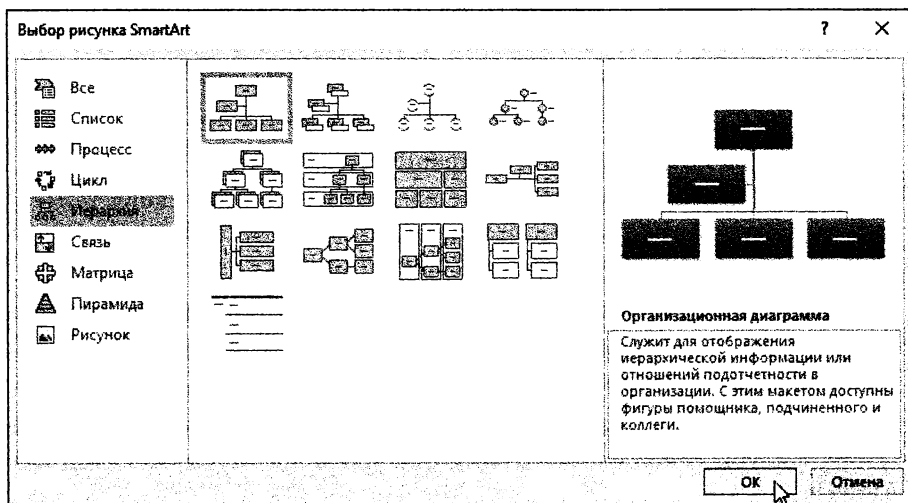 Выбор рисунка SmartArt
?
Все
Список
Процесс
Цикл
Иерархия
Связь
Матрица
Пирамида
Рисунок
Организационная диаграмма
Служит для отображения
иерархической информации или
отношений подотчетности в
организации. С этим макетом доступны
фигуры помощника, подчиненного и
коллеги.
ОК
Отмена